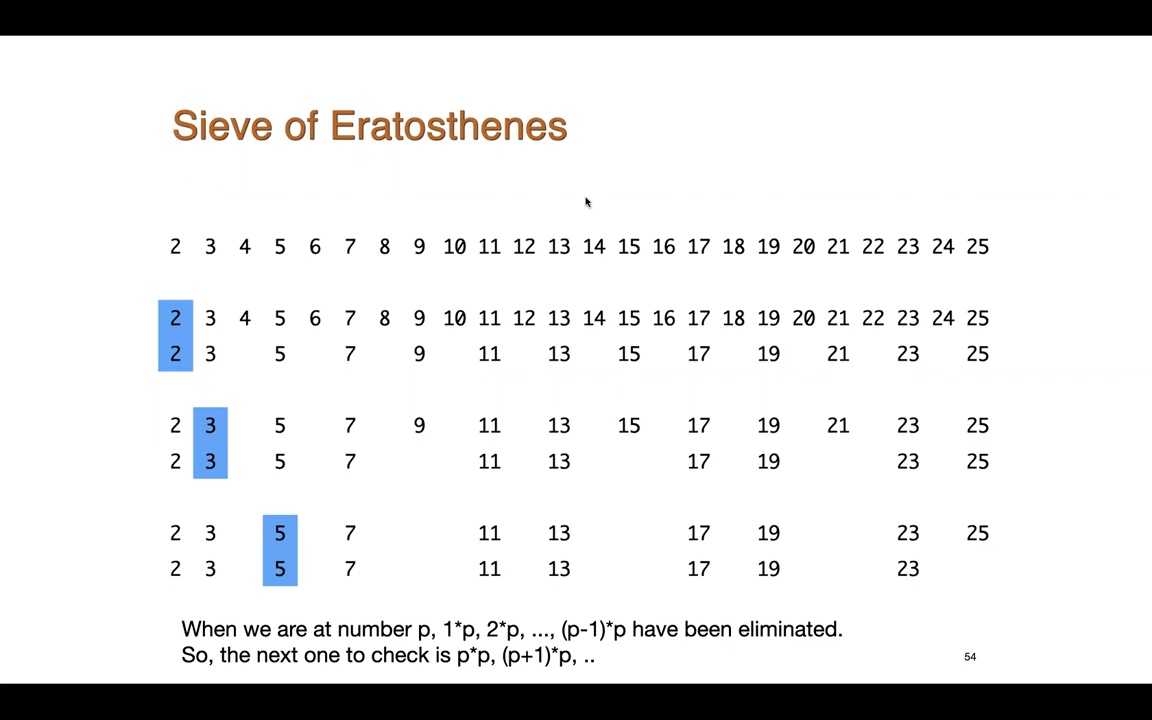 Sieve of Eratosthenes
2 3 4 5 6 7 8 9 10 11 12 13 14 15 16 17 18 19 20 21 22 23 24 25
2 3 4 5 6 7 8 9 10 11 12 13 14 15 16 17 18 19 20 21 22 23 24 25
2 3 5 7 9 11 13 15 17 19 21 23 25
2 3 5 7 9 11 13 15 17 19 21 23 25
2 3 5 7 11 13 17 19 23 25
2 3 5 7 11 13 17 19 23 25
2 3 5 7 11 13 17 19 23
When we are at number p, 1*p, 2*p, ..., (p-1)*p have been eliminated.
So, the next one to check is p*p, (p+1)*p, ..
54